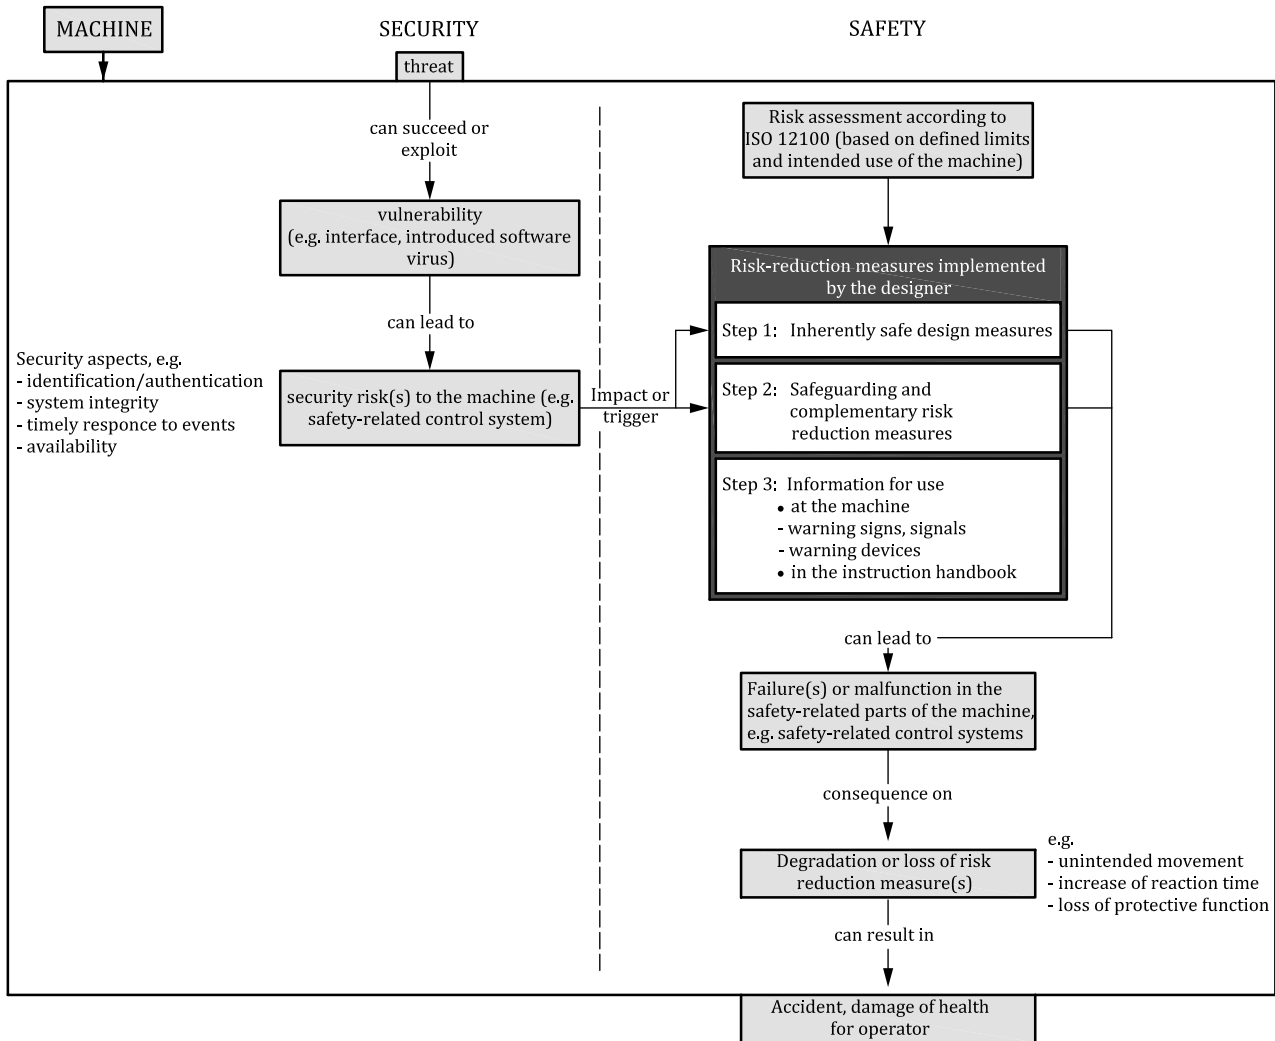 MACHINE
SECURITY
SAFETY
threat
can succeed or
exploit
vulnerability
(e.g. interface, introduced software
virus)
can lead to
Security aspects, e.g.
- identification/authentication
- system integrity
- timely responce to events
- availability
security risk(s) to the machine (e.g.
safety-related control system)
Impact or
trigger
Risk assessment according to
ISO 12100 (based on defined limits
and intended use of the machine)
Risk-reduction measures implemented
by the designer
Step 1: Inherently safe design measures
Step 2: Safeguarding and
complementary risk
reduction measures
Step 3: Information for use
• at the machine
- warning signs, signals
- warning devices
• in the instruction handbook
can lead to
Failure(s) or malfunction in the
safety-related parts of the machine,
e.g. safety-related control systems
consequence on
Degradation or loss of risk
reduction measure(s)
e.g.
- unintended movement
- increase of reaction time
- loss of protective function
can result in
Accident, damage of health
for operator